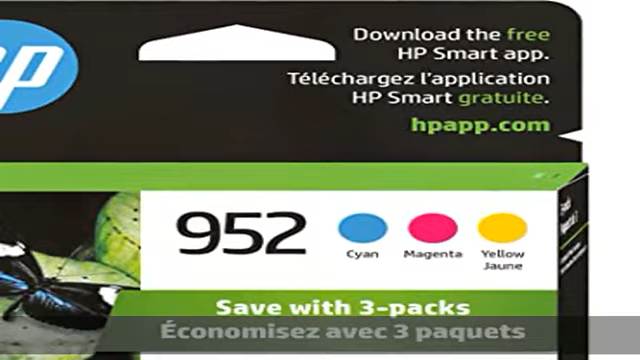 hp
Download the free
HP Smart app.
Téléchargez l'application
HP Smart gratuite.
hpapp.com
952
Cyan
Magenta
Yellow
Jaune
Save with 3-packs
Économisez avec 3 paquets